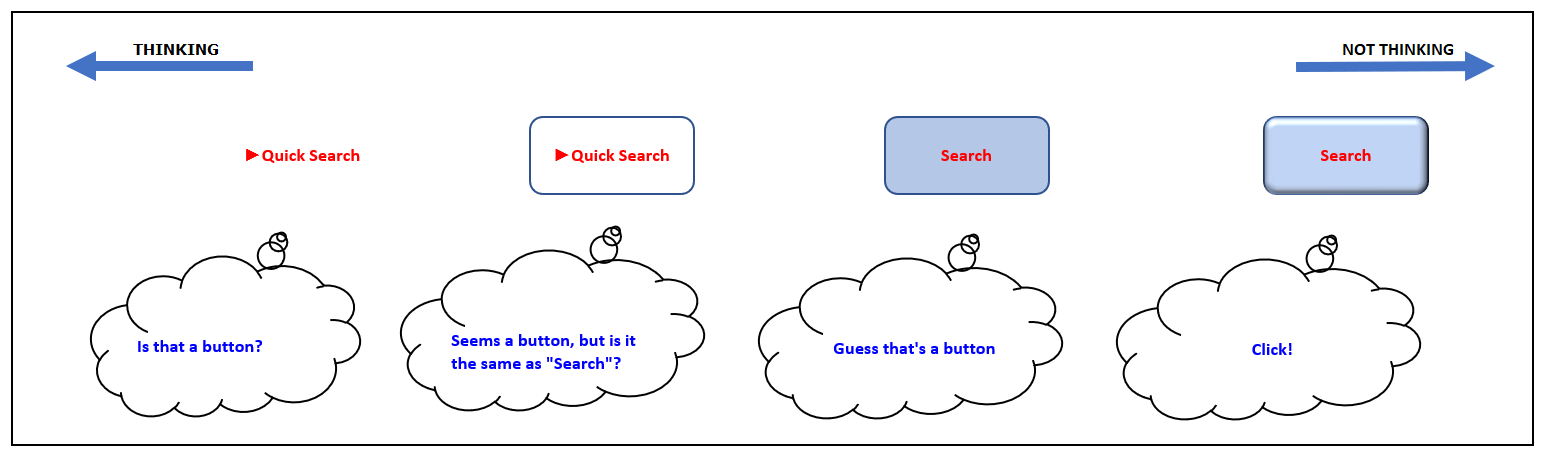 THINKING
NOT THINKING
►Quick Search
►Quick Search
Search
Search
Is that a button?
Seems a button, but is it
the same as "Search"?
Guess that's a button
Click!